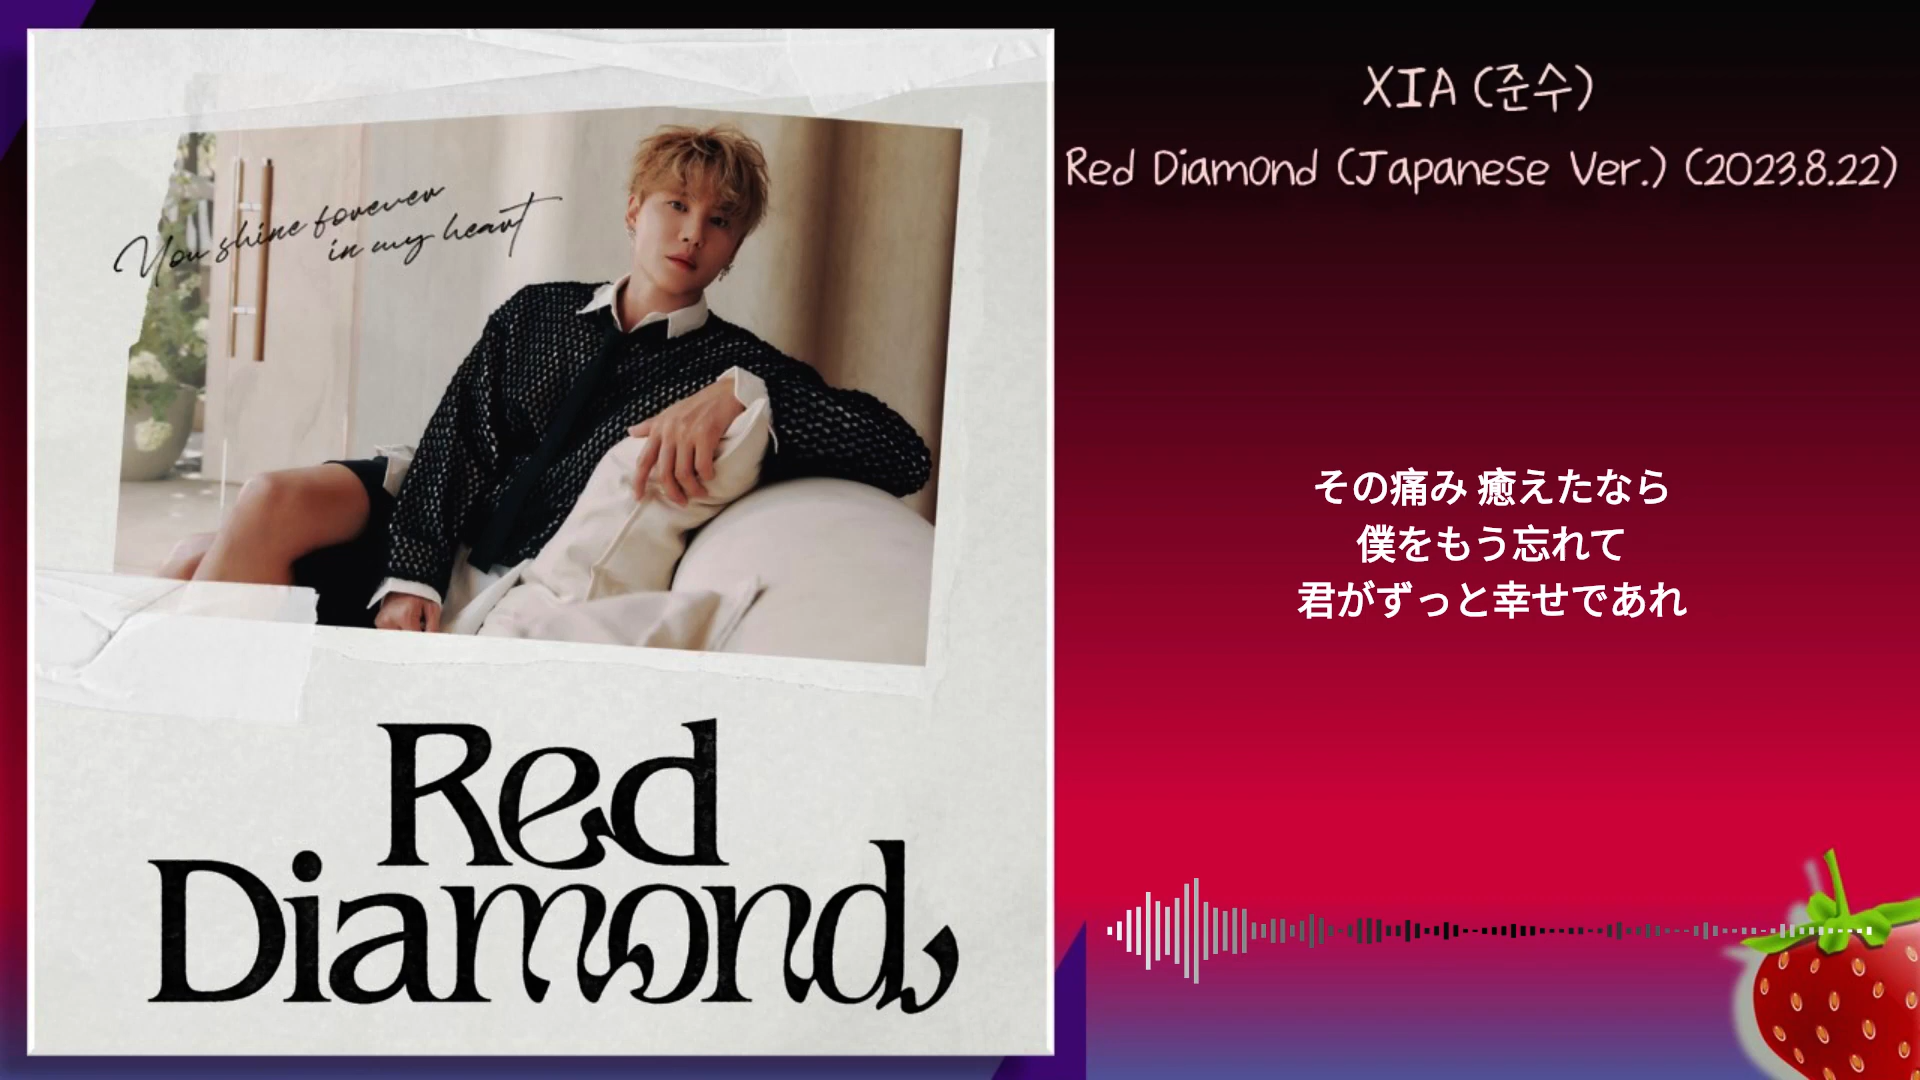 You shine forever
in my heart
Red
Diamond
XIA (준수)
Red Diamond (Japanese Ver.) (2023.8.22)
その痛み 癒えたなら
僕をもう忘れて
君がずっと幸せであれ